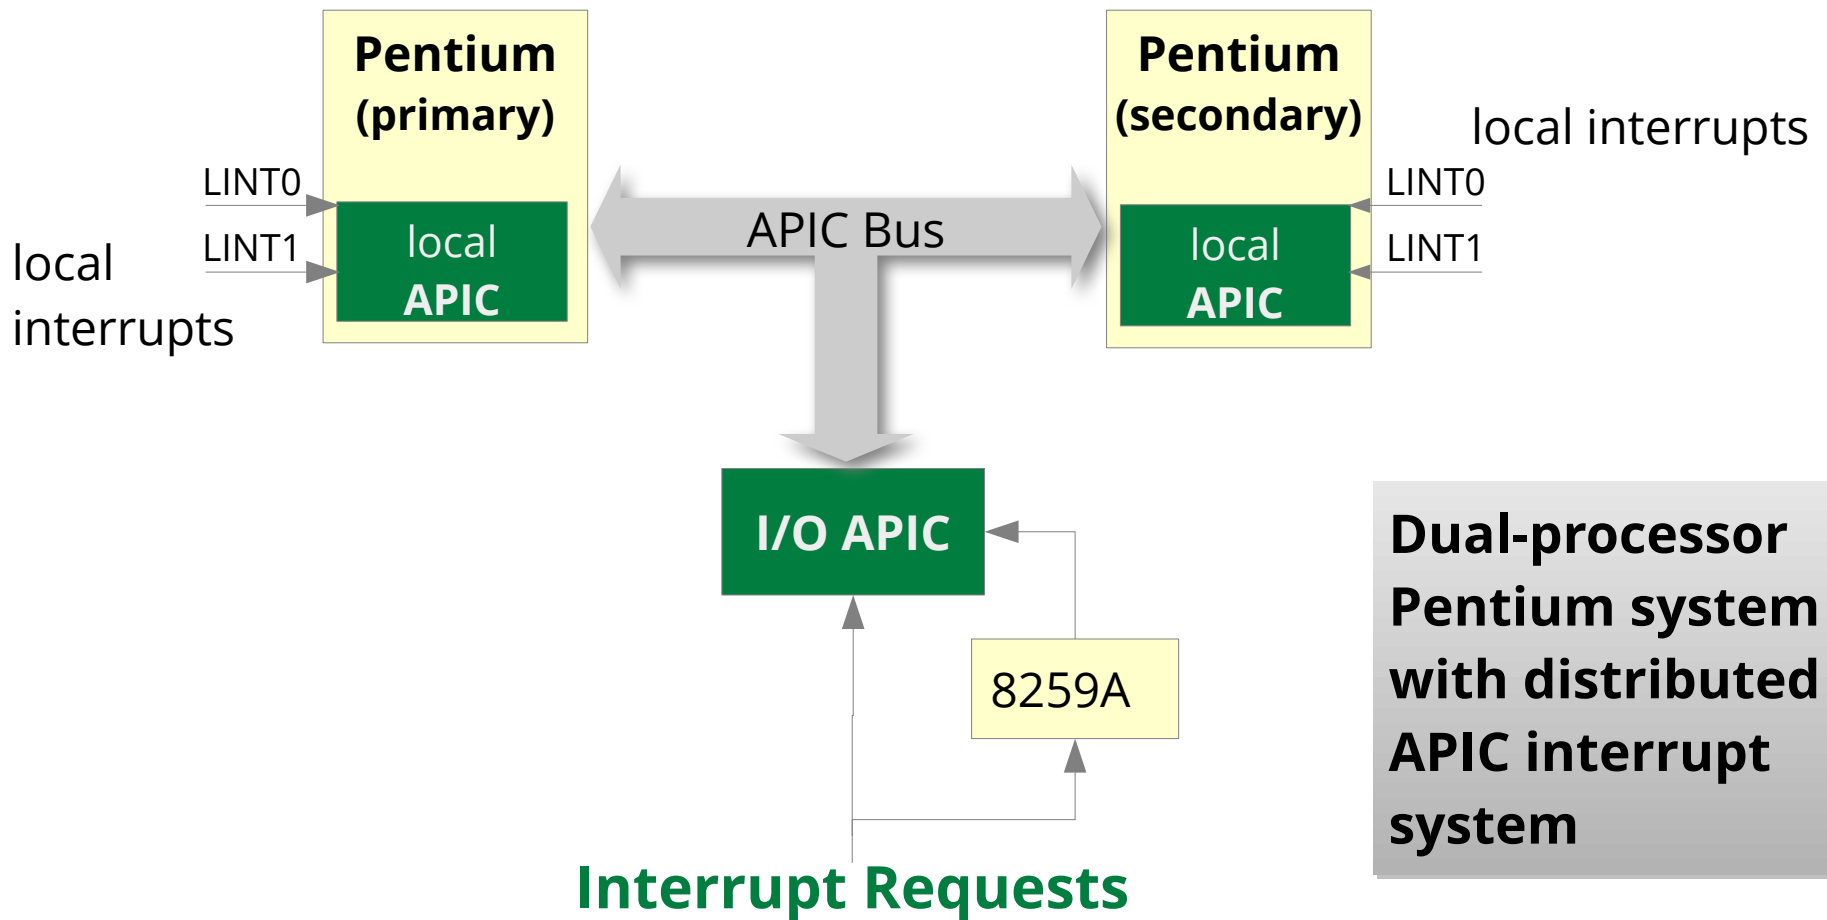 Pentium
(primary)
LINT0
LINT1
local
interrupts
local
APIC
APIC Bus
Pentium
(secondary)
local interrupts
LINT0
LINT1
local
APIC
I/O APIC
8259A
Interrupt Requests
Dual-processor
Pentium system
with distributed
APIC interrupt
system